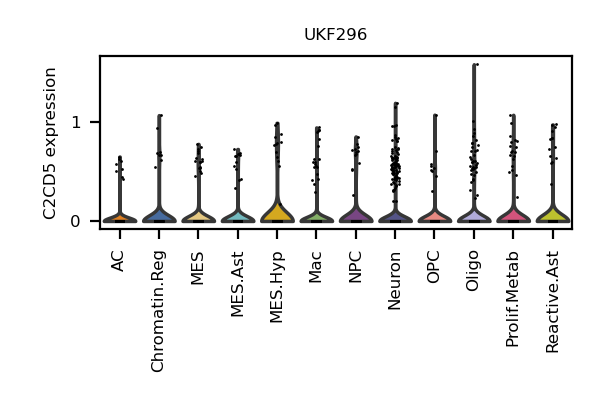 UKF296
C2CD5 expression
1
0
AC
Chromatin.Reg
MES
MES.Ast
MES.Hyp
Mac
NPC
Neuron
OPC
Oligo
Prolif.Metab
Reactive.Ast